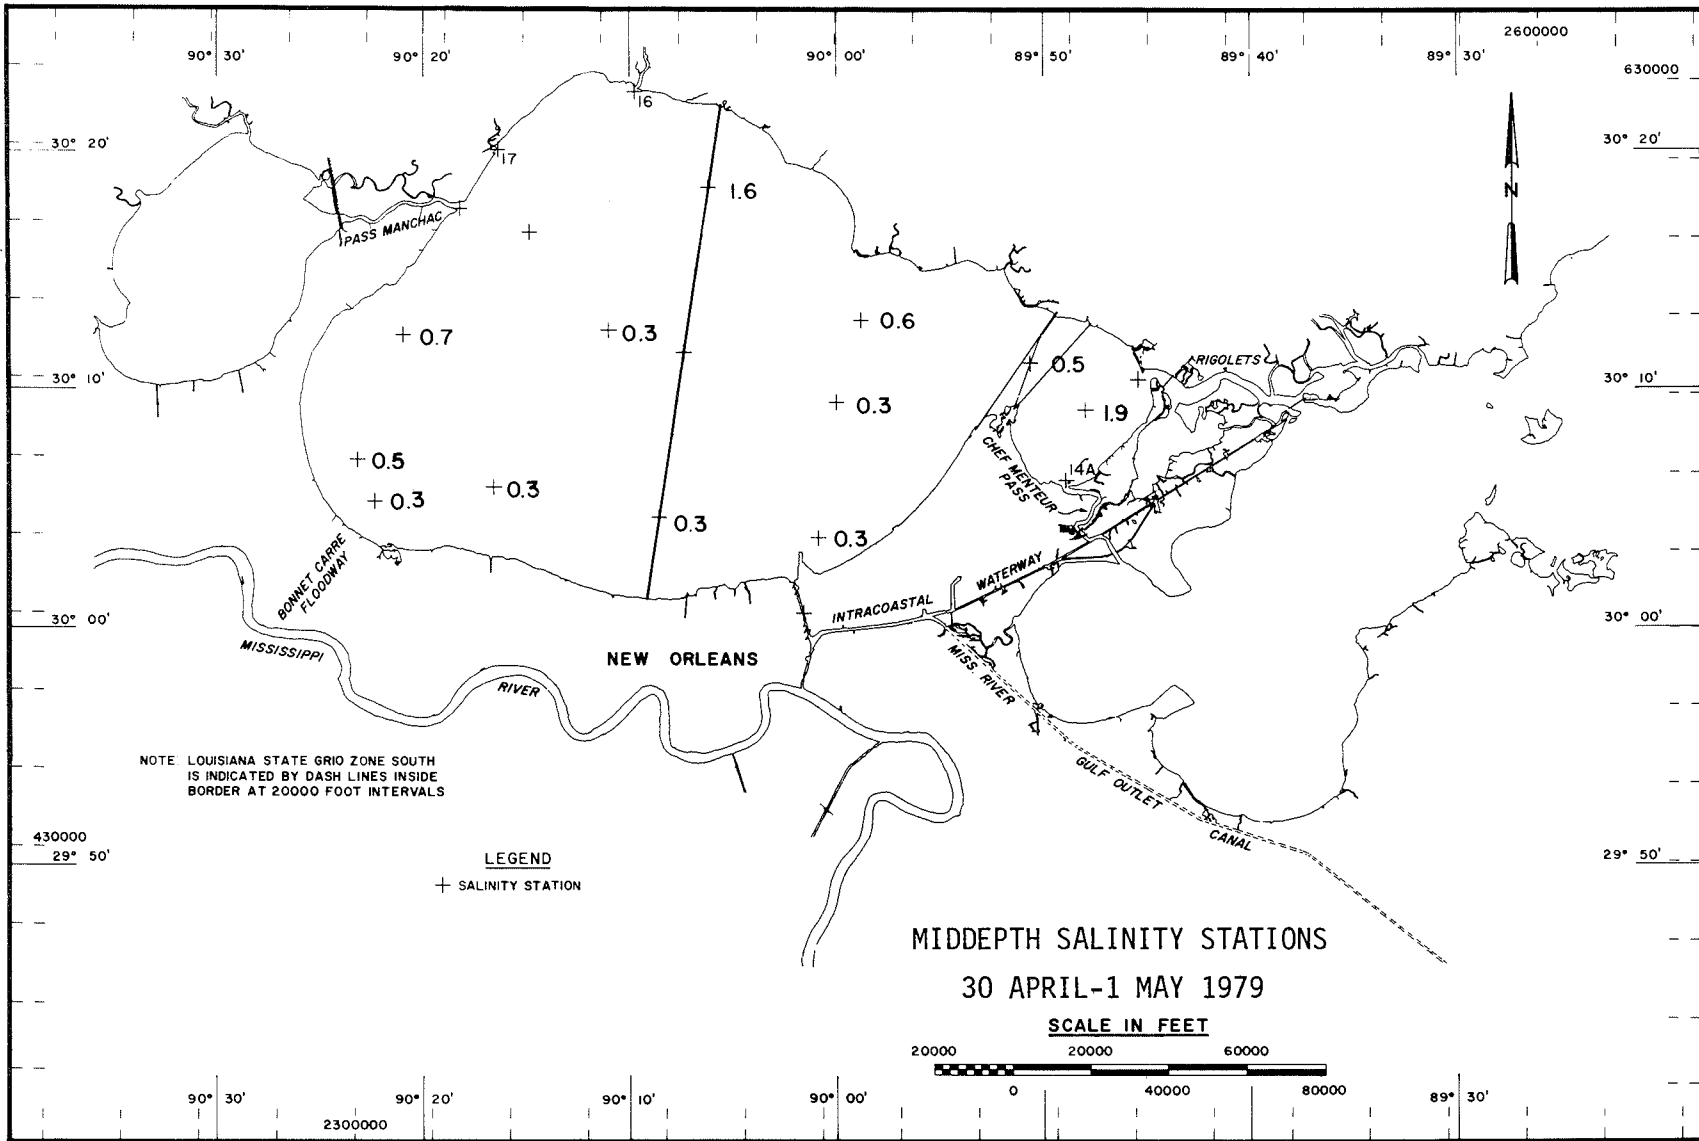 2600000
90° 30' 90° 20' 90° 00' 89° 50' 89° 40' 89° 30'
630000
16
30° 20' 30° 20'
17
N
1.6
PASS MANCHAC
0.7
0.3
0.6
RIGOLETS
0.5
30° 10' 30° 10'
0.3
1.9
CHEF MENTEUR
PASS
14A
0.5
0.3
0.3
0.3
0.3
BONNET CARRE
FLOODWAY
WATERWAY
INTRACOASTAL
30° 00' 30° 00'
MISSISSIPPI
RIVER
NEW ORLEANS
MISS. RIVER
GULF OUTLET
CANAL
NOTE: LOUISIANA STATE GRIO ZONE SOUTH
IS INDICATED BY DASH LINES INSIDE
BORDER AT 20000 FOOT INTERVALS
430000
29° 50' 29° 50'
LEGEND
+ SALINITY STATION
MIDDEPTH SALINITY STATIONS
30 APRIL-1 MAY 1979
SCALE IN FEET
20000 20000 60000
0 40000 80000
90° 30' 90° 20' 90° 10' 90° 00' 89° 30'
2300000